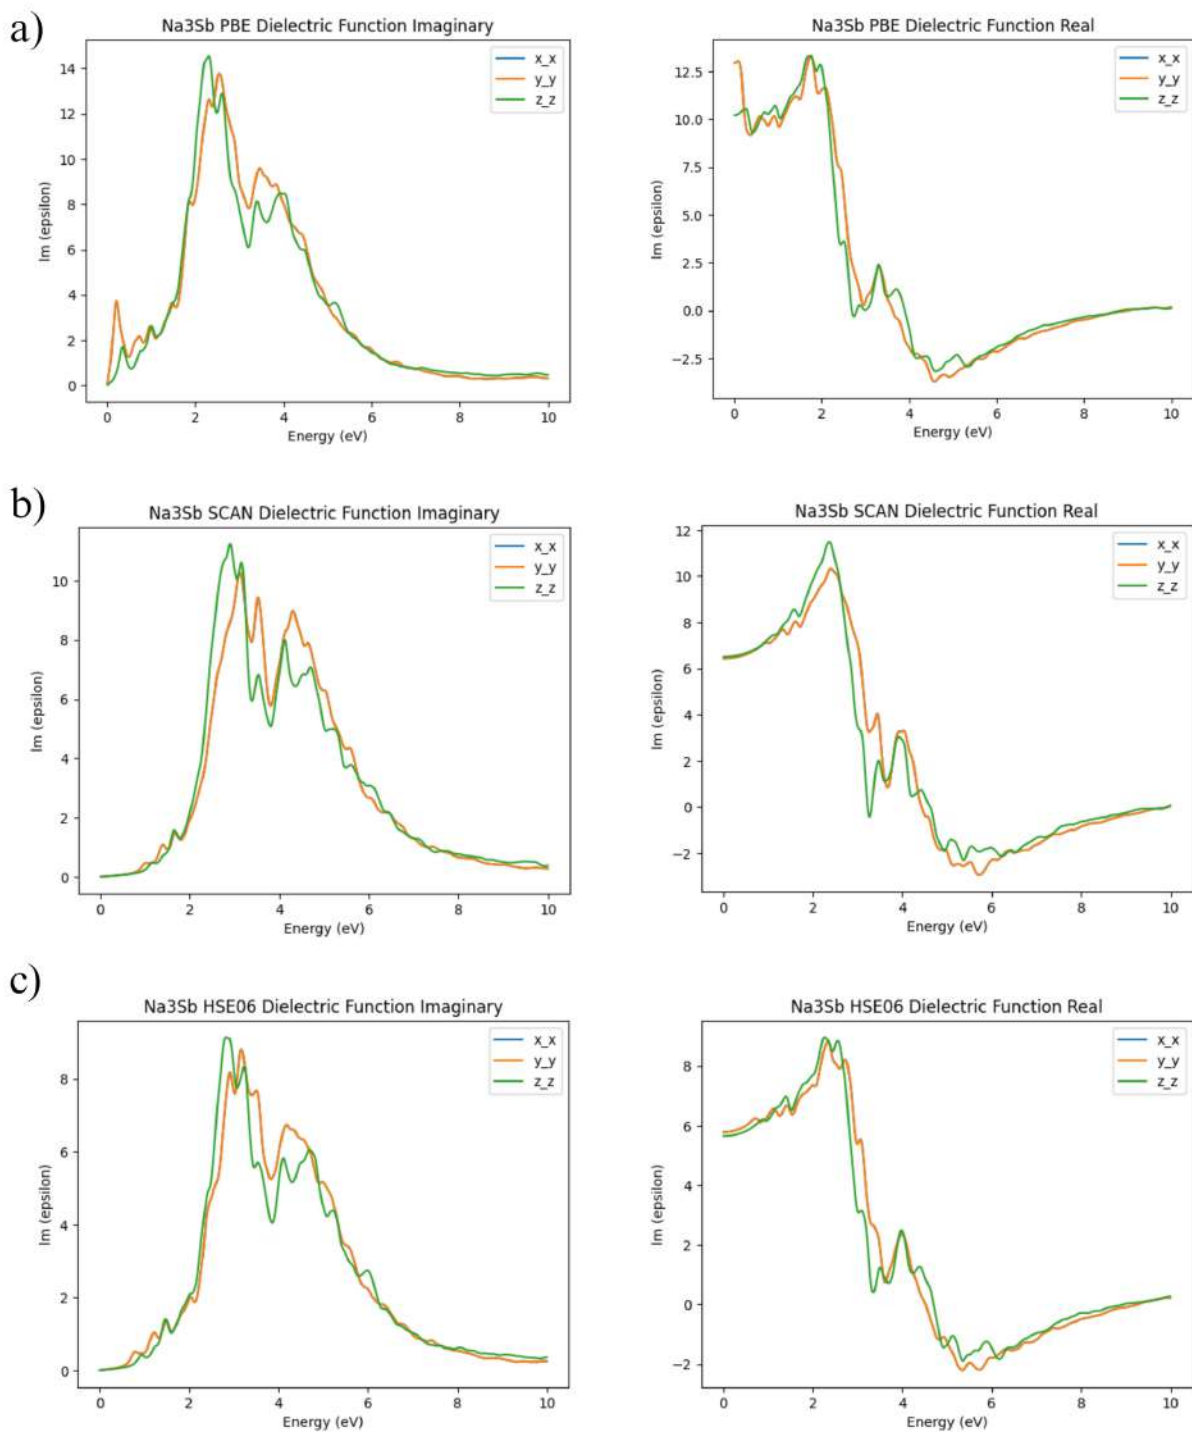 a)
Na3Sb PBE Dielectric Function Imaginary
x_x
y_y
z_z
14
12
10
8
6
4
2
0
Im (epsilon)
0 2 4 6 8 10
Energy (eV)
Na3Sb PBE Dielectric Function Real
x_x
y_y
z_z
12.5
10.0
7.5
5.0
2.5
0.0
−2.5
Im (epsilon)
0 2 4 6 8 10
Energy (eV)
b)
Na3Sb SCAN Dielectric Function Imaginary
x_x
y_y
z_z
10
8
6
4
2
0
Im (epsilon)
0 2 4 6 8 10
Energy (eV)
Na3Sb SCAN Dielectric Function Real
x_x
y_y
z_z
12
10
8
6
4
2
0
−2
Im (epsilon)
0 2 4 6 8 10
Energy (eV)
c)
Na3Sb HSE06 Dielectric Function Imaginary
x_x
y_y
z_z
8
6
4
2
0
Im (epsilon)
0 2 4 6 8 10
Energy (eV)
Na3Sb HSE06 Dielectric Function Real
x_x
y_y
z_z
8
6
4
2
0
−2
Im (epsilon)
0 2 4 6 8 10
Energy (eV)